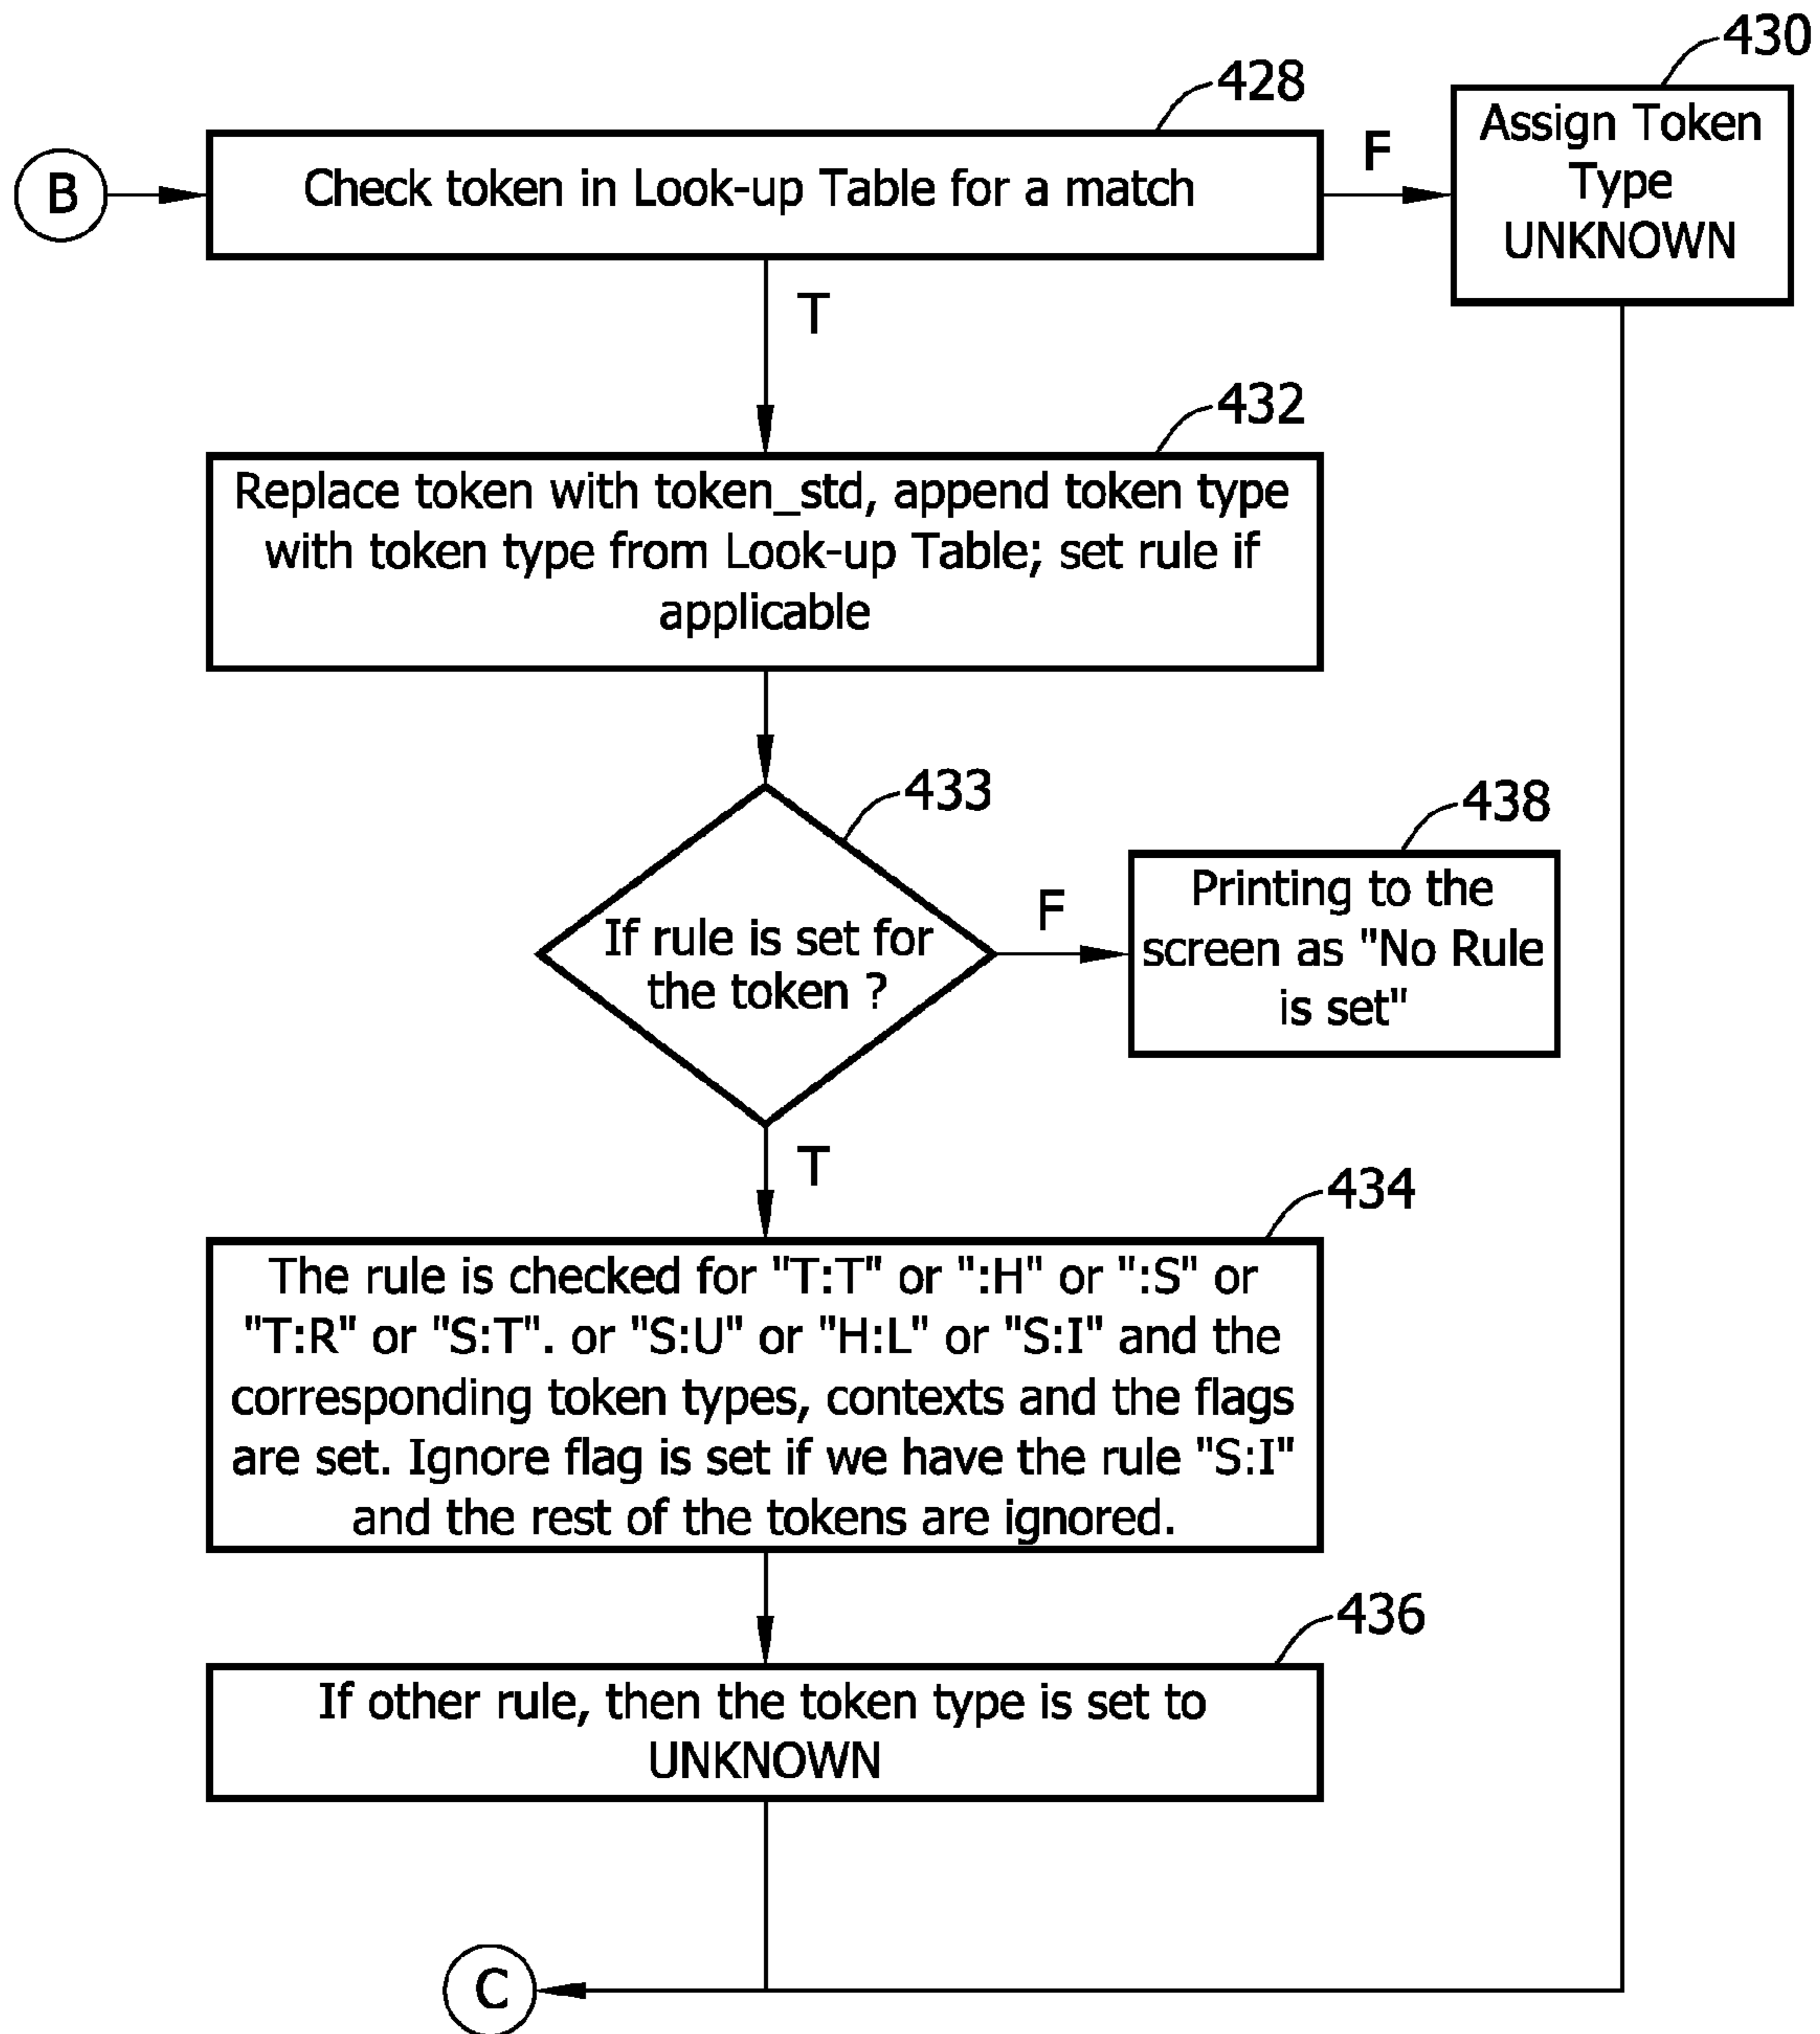 430
428
Assign Token
Type
UNKNOWN
B
Check token in Look-up Table for a match
F
T
432
Replace token with token_std, append token type
with token type from Look-up Table; set rule if
applicable
433
438
If rule is set for
the token ?
F
Printing to the
screen as "No Rule
is set"
T
434
The rule is checked for "T:T" or ":H" or ":S" or
"T:R" or "S:T". or "S:U" or "H:L" or "S:I" and the
corresponding token types, contexts and the flags
are set. Ignore flag is set if we have the rule "S:I"
and the rest of the tokens are ignored.
436
If other rule, then the token type is set to
UNKNOWN
C